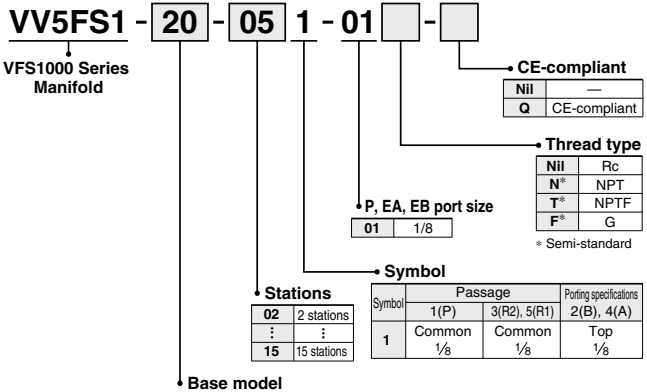 VV5FS1 - 20 - 05 1 - 01 -
VFS1000 Series
Manifold
CE-compliant
Nil —
Q CE-compliant
Thread type
Nil Rc
N* NPT
T* NPTF
F* G
* Semi-standard
P, EA, EB port size
01 1/8
Symbol
Symbol Passage Porting specifications
1(P) 3(R2), 5(R1) 2(B), 4(A)
1 Common 1/8 Common 1/8 Top 1/8
Stations
02 2 stations
⋮ ⋮
15 15 stations
Base model